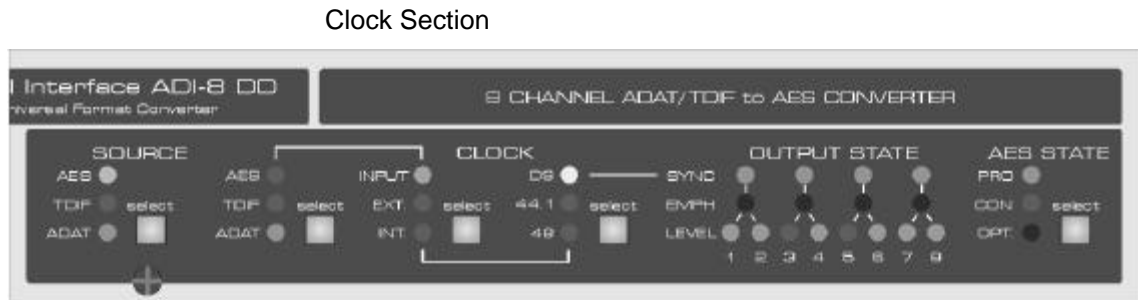 Clock Section
l Interface ADI-8 DD
niversal Format Converter
8 CHANNEL ADAT/TDIF to AES CONVERTER
SOURCE
CLOCK
OUTPUT STATE
AES STATE
AES
AES
INPUT
DS
SYNC
PRO
TDIF
select
TDIF
select
EXT.
select
44.1
select
EMPH
CON
select
ADAT
ADAT
INT.
48
LEVEL
OPT.
1 2 3 4 5 6 7 8